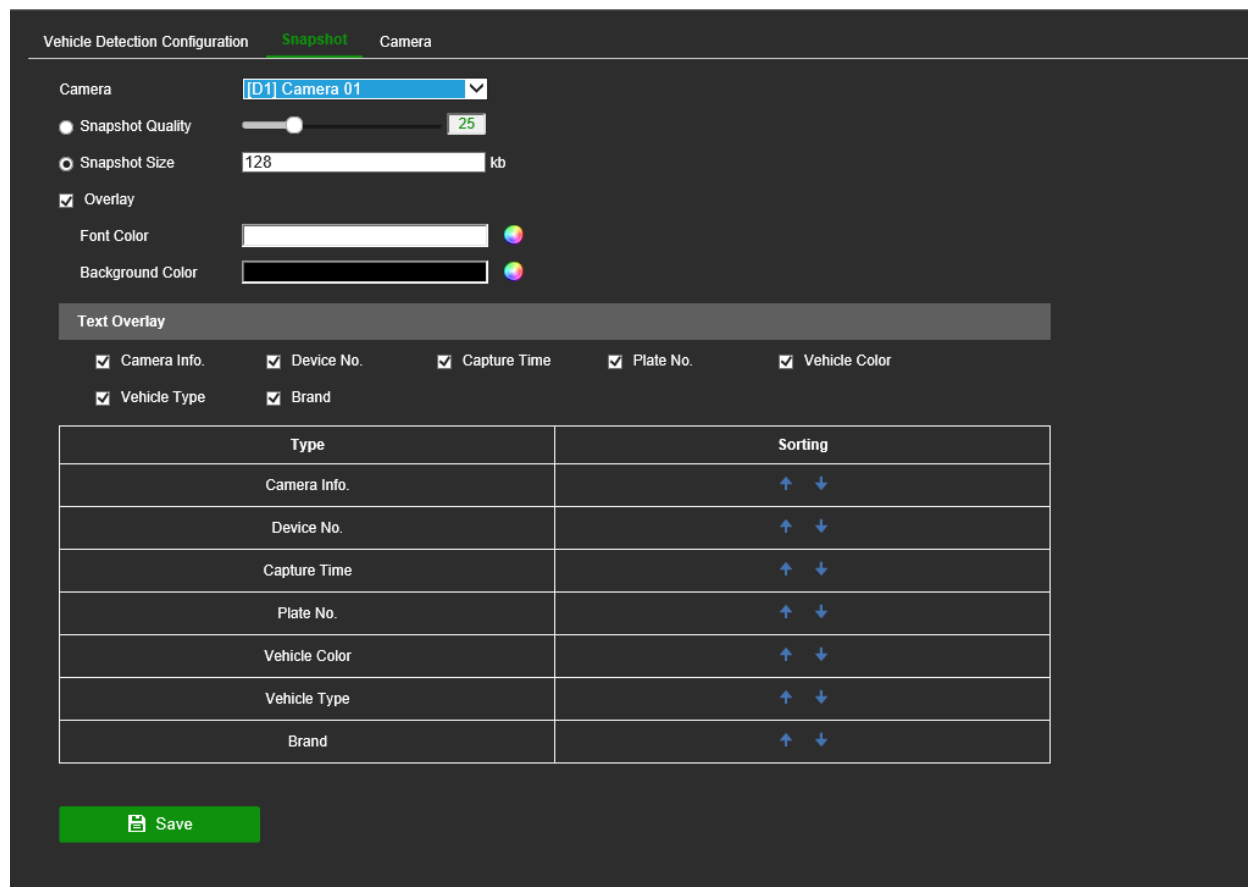 Vehicle Detection Configuration Snapshot Camera
Camera [D1] Camera 01
Snapshot Quality 25
Snapshot Size 128 kb
Overlay
Font Color
Background Color
Text Overlay
Camera Info. Device No. Capture Time Plate No. Vehicle Color
Vehicle Type Brand
Type Sorting
Camera Info.
Device No.
Capture Time
Plate No.
Vehicle Color
Vehicle Type
Brand
Save